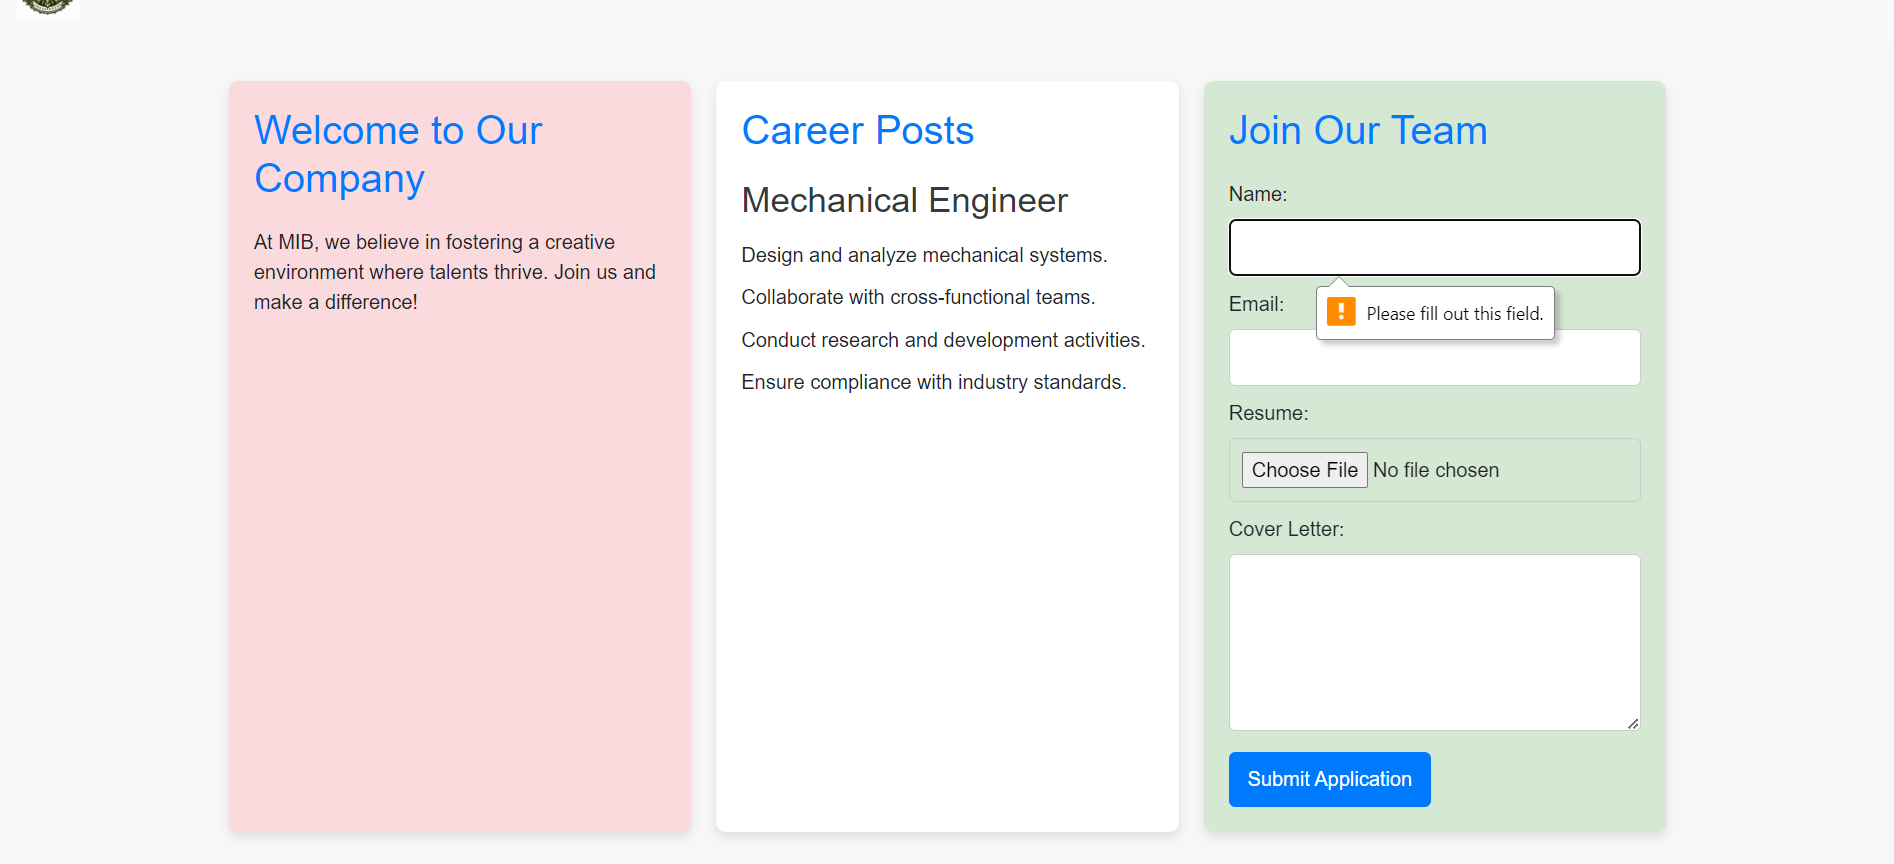 Welcome to Our
Company
At MIB, we believe in fostering a creative
environment where talents thrive. Join us and
make a difference!
Career Posts
Mechanical Engineer
Design and analyze mechanical systems.
Collaborate with cross-functional teams.
Conduct research and development activities.
Ensure compliance with industry standards.
Join Our Team
Name:
Please fill out this field.
Email:
Resume:
Choose File No file chosen
Cover Letter:
Submit Application